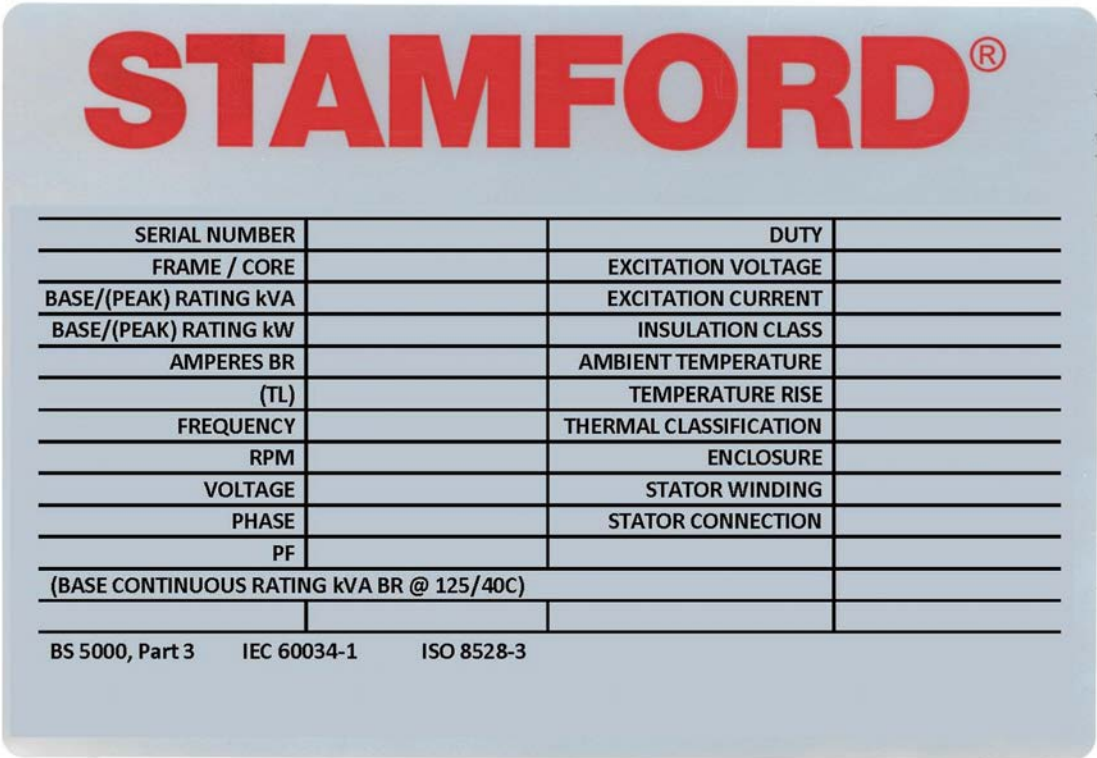 STAMFORD®
SERIAL NUMBER DUTY
FRAME / CORE EXCITATION VOLTAGE
BASE/(PEAK) RATING kVA EXCITATION CURRENT
BASE/(PEAK) RATING kW INSULATION CLASS
AMPERES BR AMBIENT TEMPERATURE
(TL) TEMPERATURE RISE
FREQUENCY THERMAL CLASSIFICATION
RPM ENCLOSURE
VOLTAGE STATOR WINDING
PHASE STATOR CONNECTION
PF
(BASE CONTINUOUS RATING kVA BR @ 125/40C)
BS 5000, Part 3 IEC 60034-1 ISO 8528-3